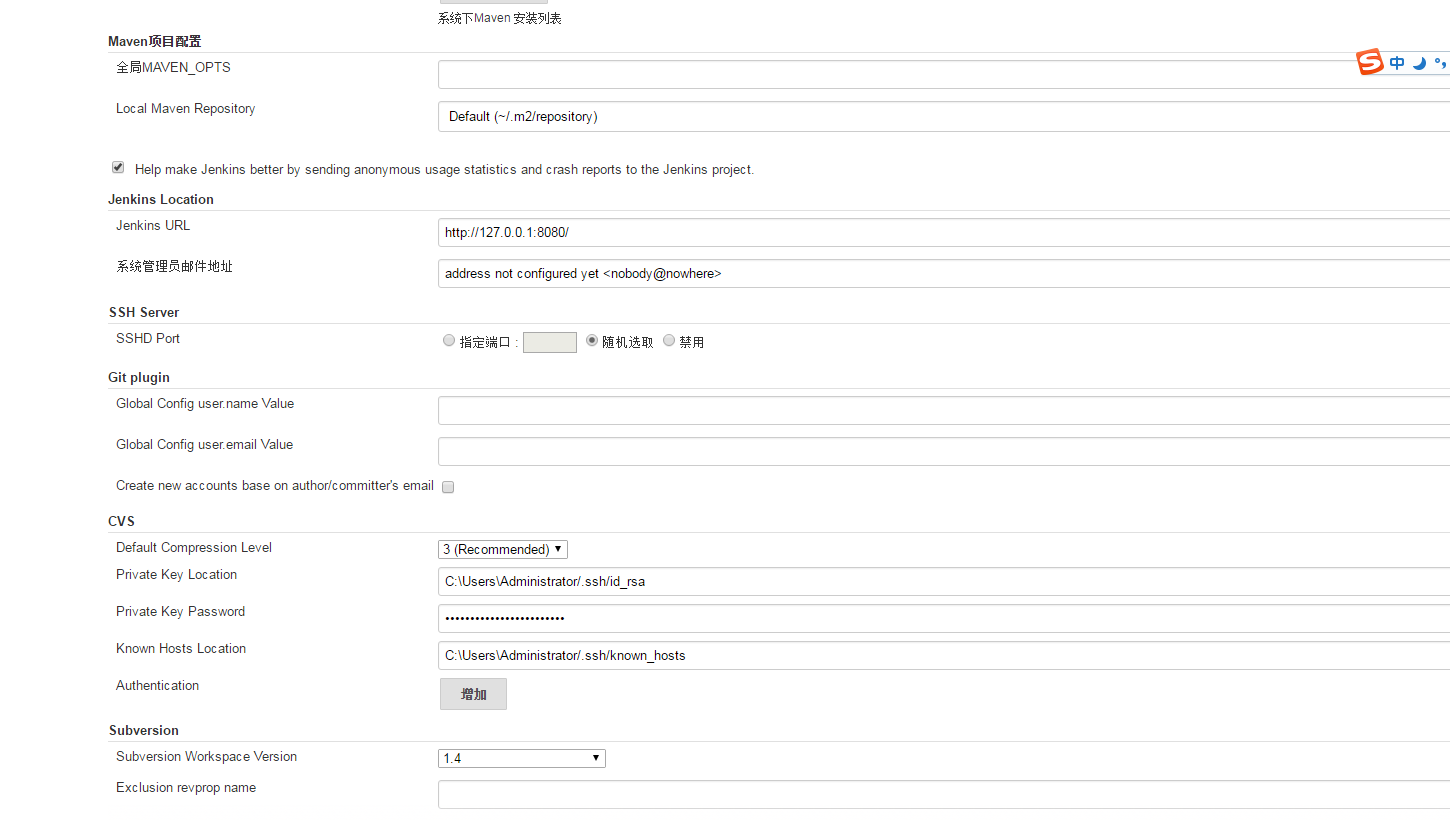 系统下Maven 安装列表
Maven项目配置
全局MAVEN_OPTS
Local Maven Repository
Default (~/.m2/repository)
Help make Jenkins better by sending anonymous usage statistics and crash reports to the Jenkins project.
Jenkins Location
Jenkins URL
http://127.0.0.1:8080/
系统管理员邮件地址
address not configured yet <nobody@nowhere>
SSH Server
SSHD Port
指定端口 : 随机选取 禁用
Git plugin
Global Config user.name Value
Global Config user.email Value
Create new accounts base on author/committer's email
CVS
Default Compression Level
3 (Recommended)
Private Key Location
C:\Users\Administrator/.ssh/id_rsa
Private Key Password
••••••••••••••••••••••••
Known Hosts Location
C:\Users\Administrator/.ssh/known_hosts
Authentication
增加
Subversion
Subversion Workspace Version
1.4
Exclusion revprop name
S中